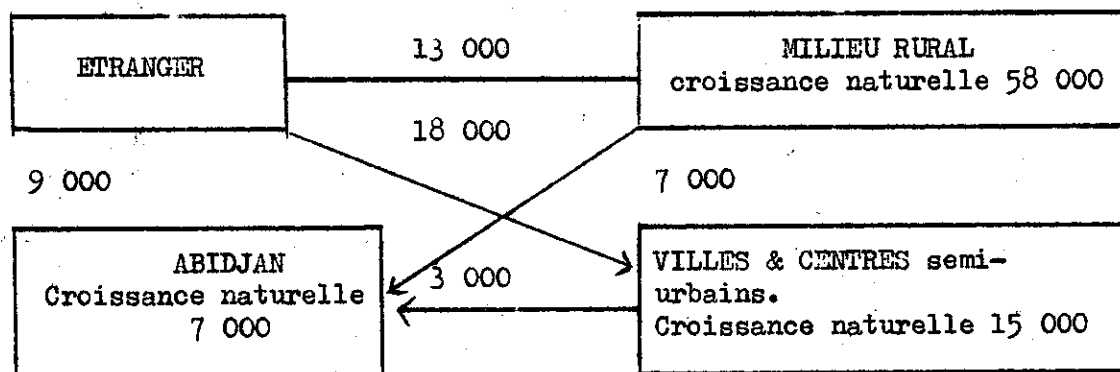 ETRANGER
13 000
MILIEU RURAL
croissance naturelle 58 000
18 000
9 000
7 000
ABIDJAN
Croissance naturelle
7 000
3 000
VILLES & CENTRES semi-
urbains.
Croissance naturelle 15 000